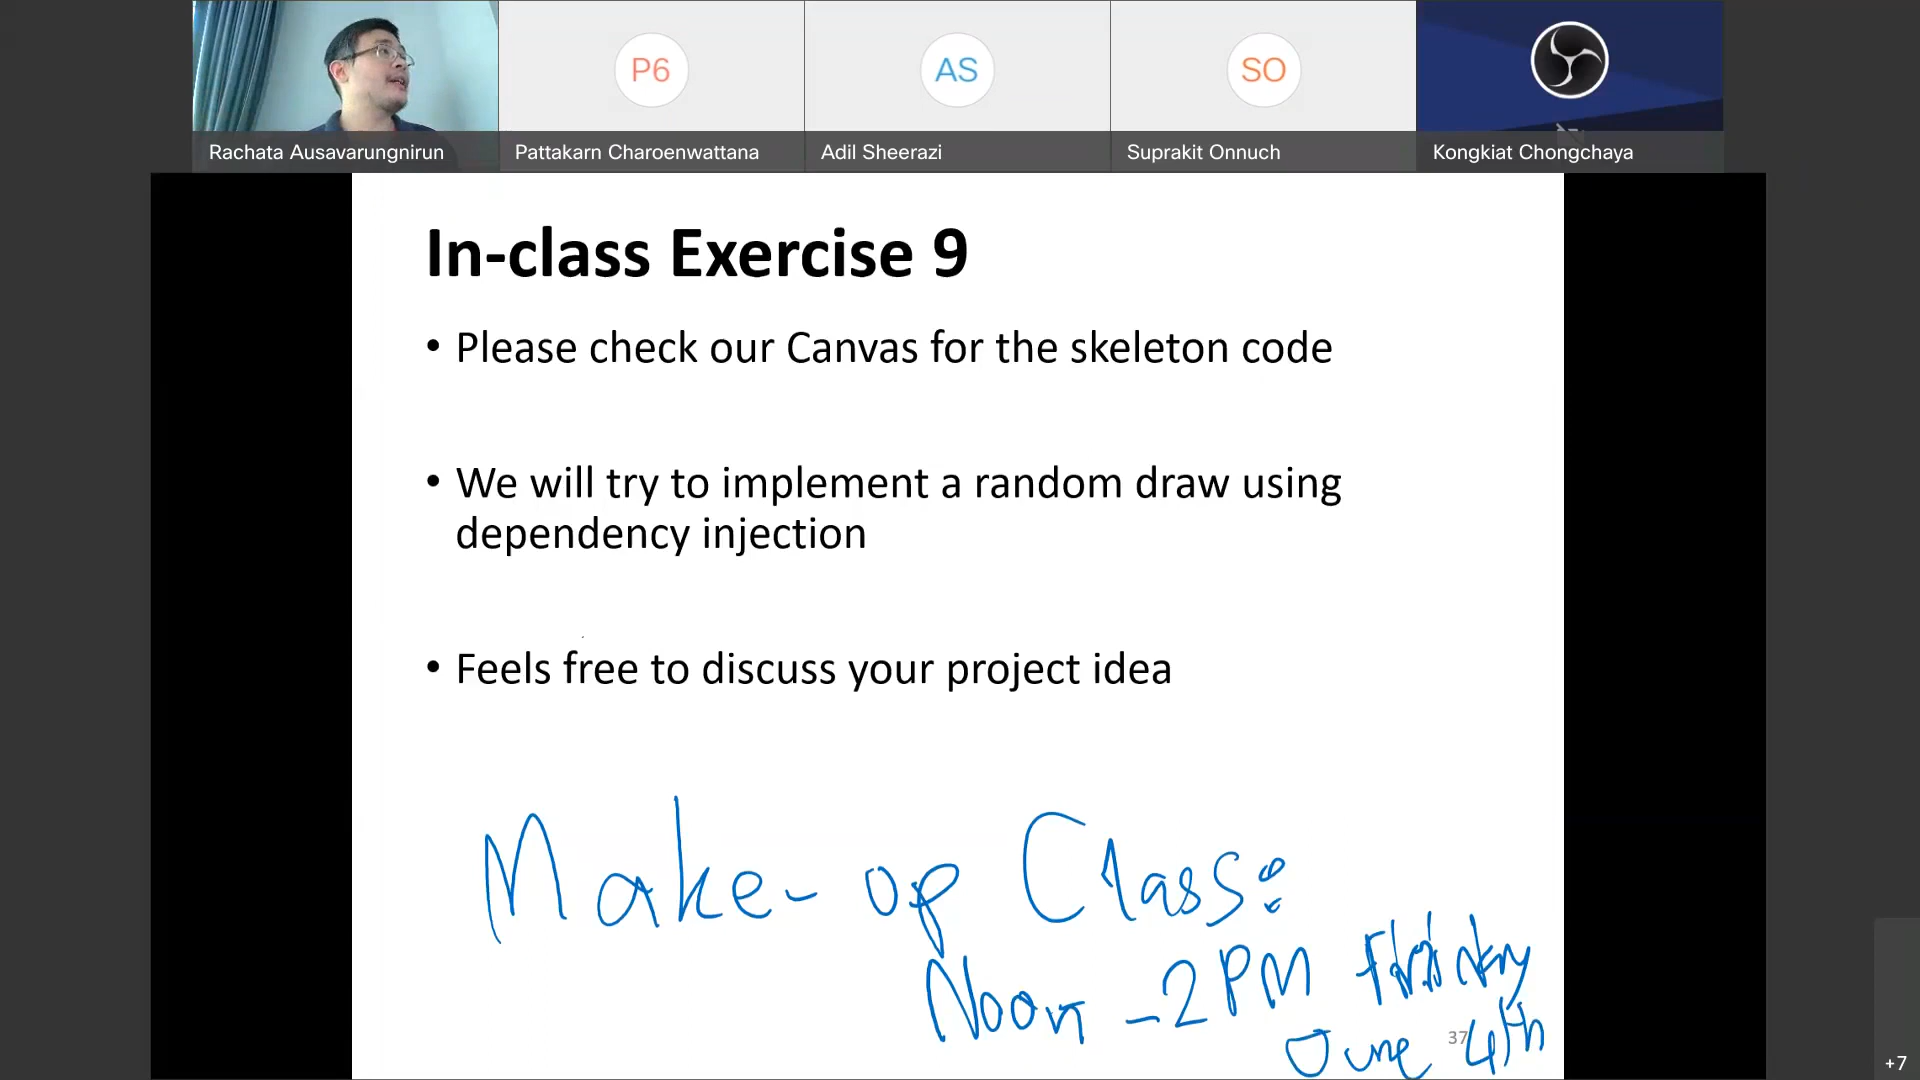 P6
AS
SO
Rachata Ausavarungnirun
Pattakarn Charoenwattana
Adil Sheerazi
Suprakit Onnuch
Kongkiat Chongchaya
In-class Exercise 9
• Please check our Canvas for the skeleton code
• We will try to implement a random draw using
dependency injection
• Feels free to discuss your project idea
Make-up Class:
Noon - 2 PM Friday
June 4th
37
+7